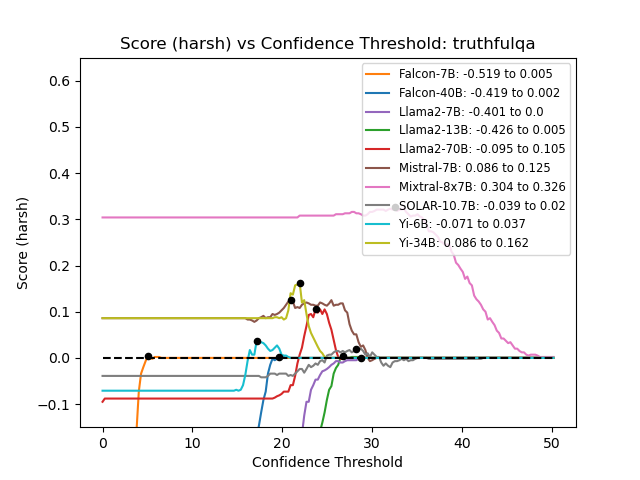 Score (harsh) vs Confidence Threshold: truthfulqa
Falcon-7B: -0.519 to 0.005
Falcon-40B: -0.419 to 0.002
Llama2-7B: -0.401 to 0.0
Llama2-13B: -0.426 to 0.005
Llama2-70B: -0.095 to 0.105
Mistral-7B: 0.086 to 0.125
Mixtral-8x7B: 0.304 to 0.326
SOLAR-10.7B: -0.039 to 0.02
Yi-6B: -0.071 to 0.037
Yi-34B: 0.086 to 0.162
Score (harsh)
0.6
0.5
0.4
0.3
0.2
0.1
0.0
−0.1
0
10
20
30
40
50
Confidence Threshold